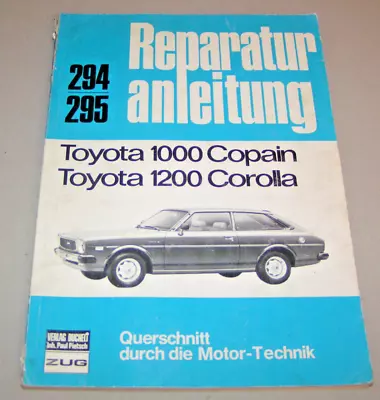 294
295
Reparatur
anleitung
Toyota 1000 Copain
Toyota 1200 Corolla
VERLAG BUCHELI
Inh. Paul Pietsch
ZUG
Querschnitt
durch die Motor-Technik